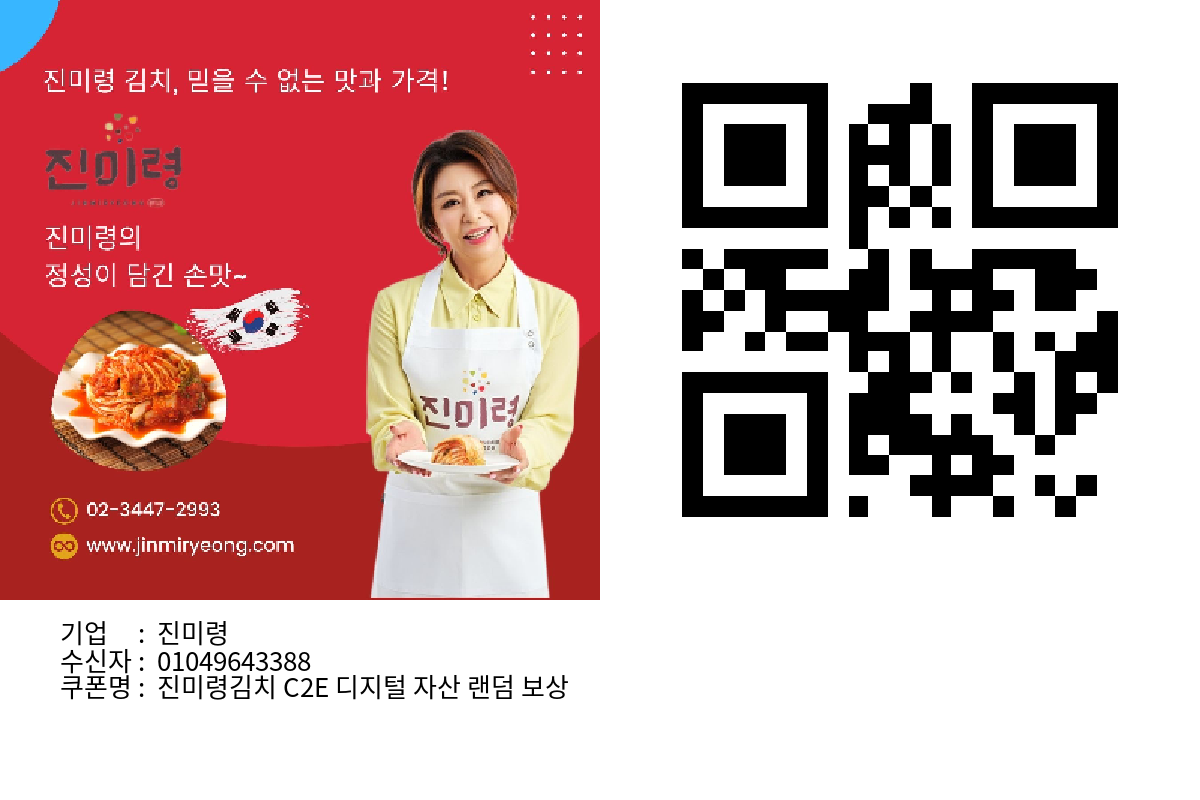 진미령 김치, 믿을 수 없는 맛과 가격!
진미령
진미령의
정성이 담긴 손맛~
진미령
02-3447-2993
www.jinmiryeong.com
기업 : 진미령
수신자 : 01049643388
쿠폰명 : 진미령김치 C2E 디지털 자산 랜덤 보상